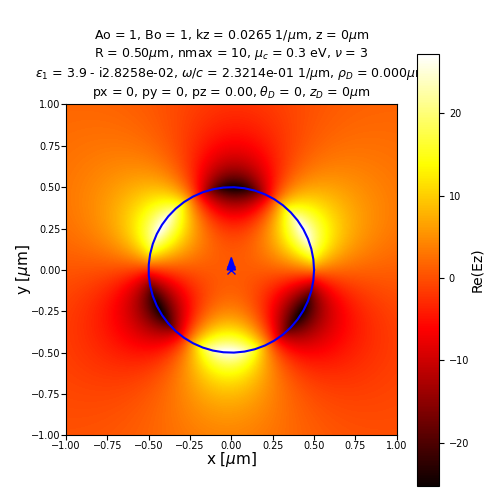 Ao = 1, Bo = 1, kz = 0.0265 1/μm, z = 0μm
R = 0.50μm, nmax = 10, μc = 0.3 eV, ν = 3
ε1 = 3.9 - i2.8258e-02, ω/c = 2.3214e-01 1/μm, ρD = 0.000μ
px = 0, py = 0, pz = 0.00, θD = 0, zD = 0μm
1.00
0.75
0.50
0.25
0.00
−0.25
−0.50
−0.75
−1.00
y [μm]
−1.00 −0.75 −0.50 −0.25 0.00 0.25 0.50 0.75 1.00
x [μm]
20
10
0
−10
−20
Re(Ez)